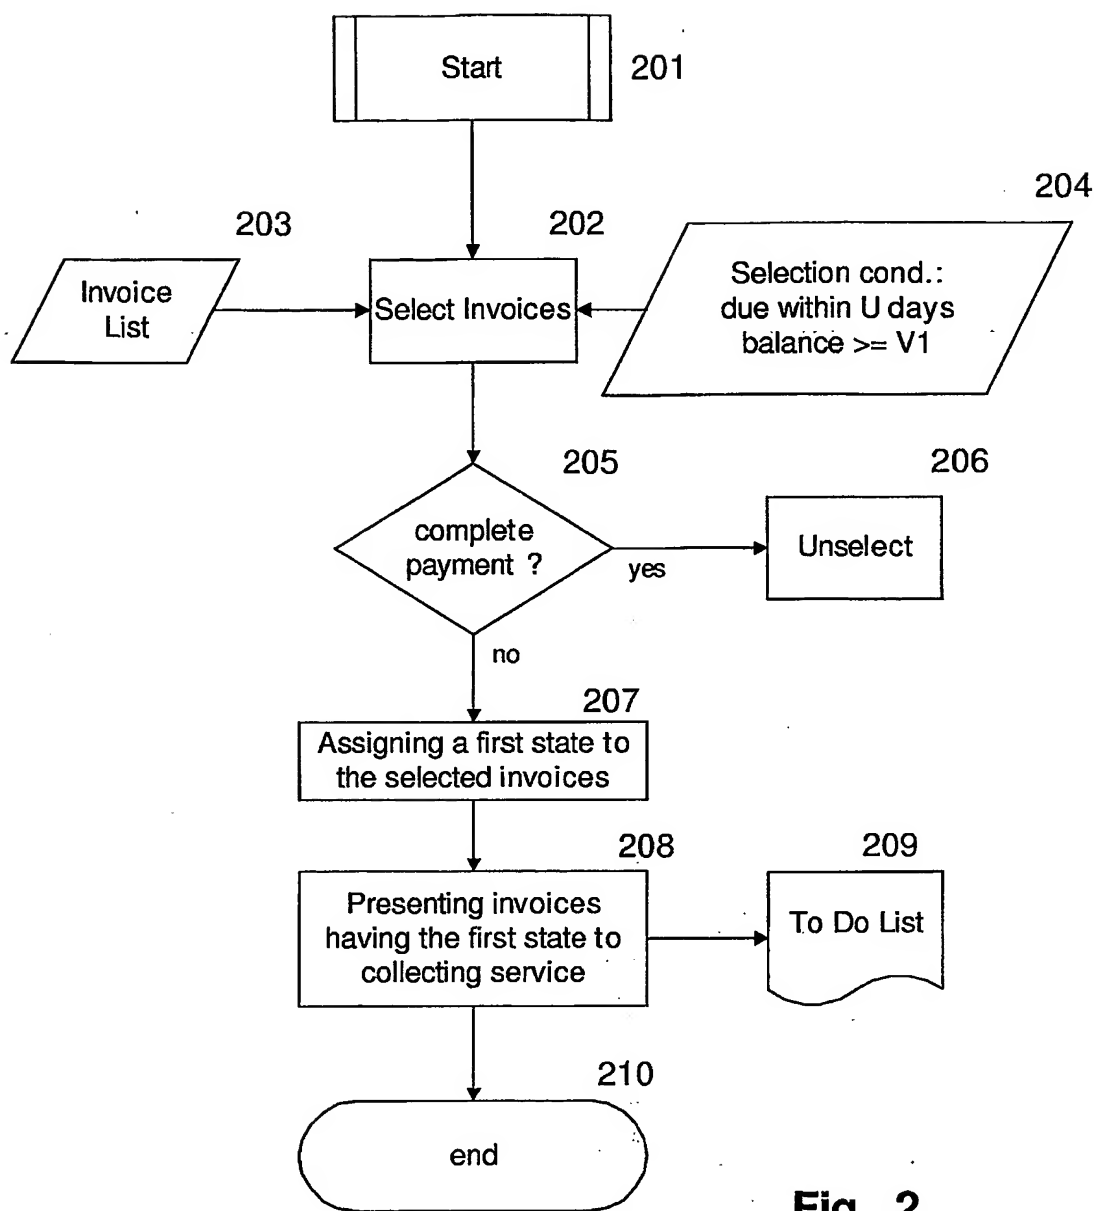 Start
201
204
203
202
Invoice
List
Select Invoices
Selection cond.:
due within U days
balance >= V1
205
206
complete
payment ?
yes
Unselect
no
207
Assigning a first state to
the selected invoices
208
209
Presenting invoices
having the first state to
collecting service
To Do List
210
end
Fig. 2